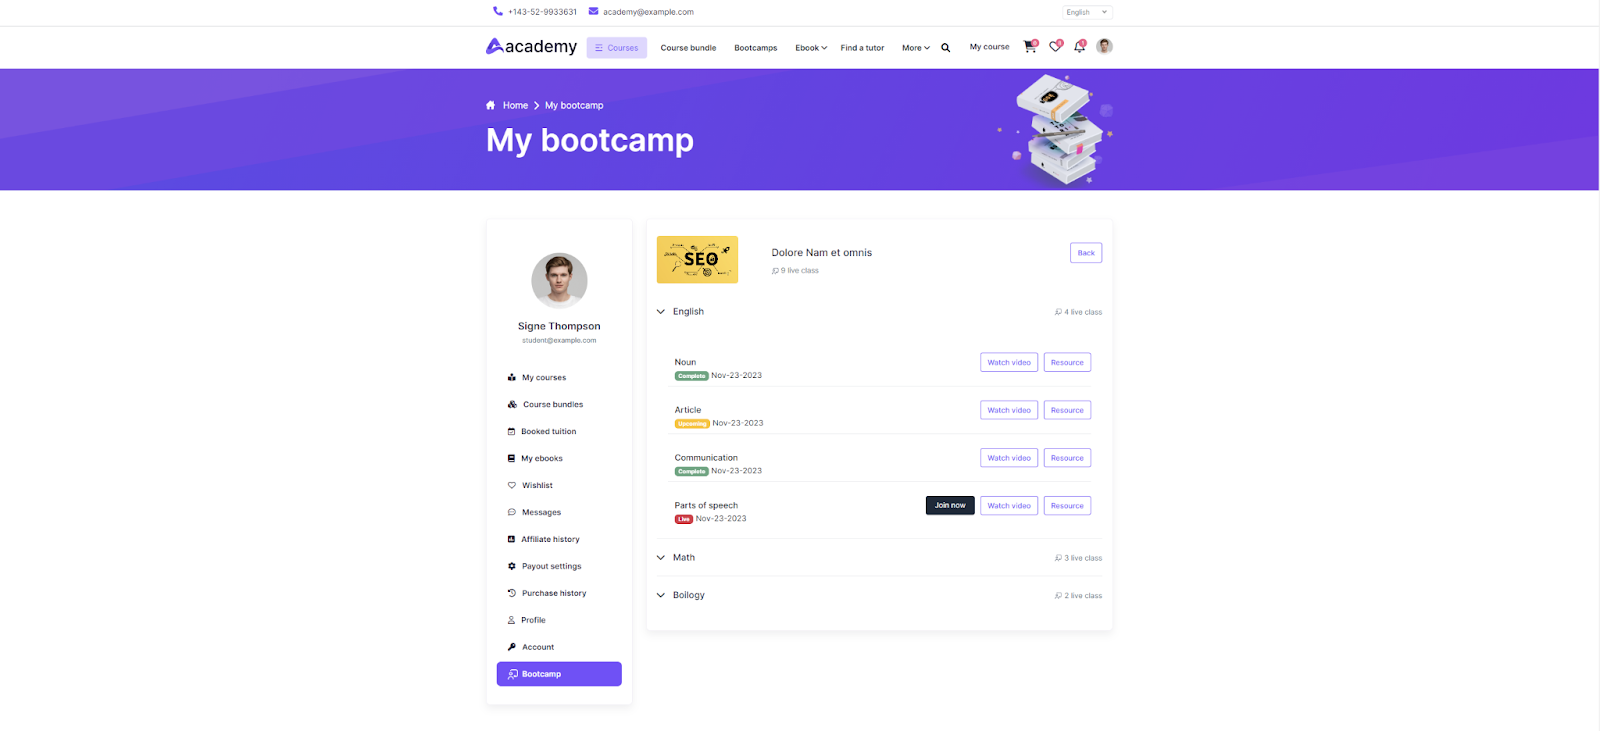 +143-52-9933631 academy@example.com English
academy Courses Course bundle Bootcamps Ebook Find a tutor More My course
Home My bootcamp
My bootcamp
Signe Thompson
student@example.com
My courses
Course bundles
Booked tuition
My ebooks
Wishlist
Messages
Affiliate history
Payout settings
Purchase history
Profile
Account
Bootcamp
SEO
Dolore Nam et omnis
Back
9 live class
English 4 live class
Noun Watch video Resource
Complete Nov-23-2023
Article Watch video Resource
Upcoming Nov-23-2023
Communication Watch video Resource
Complete Nov-23-2023
Parts of speech Join now Watch video Resource
Live Nov-23-2023
Math 3 live class
Boilogy 2 live class